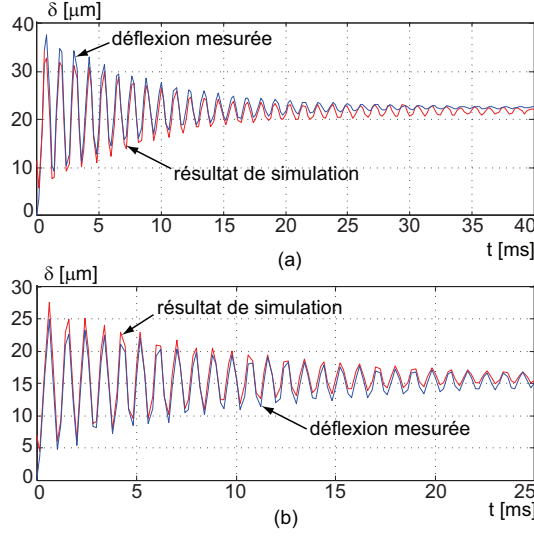 δ [μm]
40
30
20
10
0
déflexion mesurée
résultat de simulation
0 5 10 15 20 25 30 35 40
t [ms]
(a)
δ [μm]
30
25
20
15
10
5
0
résultat de simulation
déflexion mesurée
0 5 10 15 20 25
t [ms]
(b)